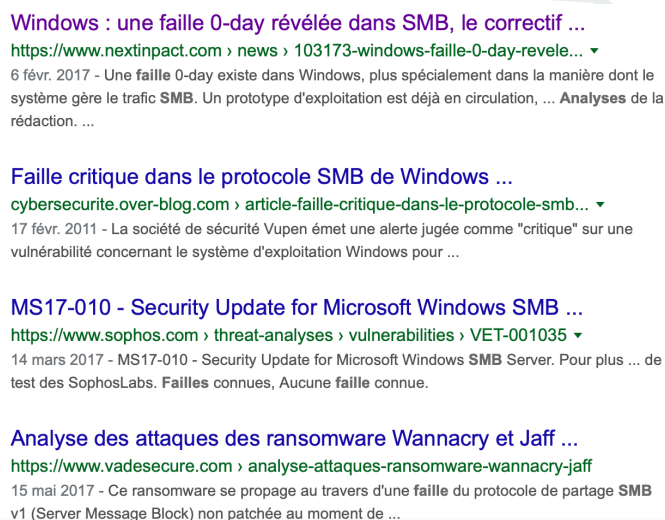 Windows : une faille 0-day révélée dans SMB, le correctif ...
https://www.nextinpact.com › news › 103173-windows-faille-0-day-revele...
6 févr. 2017 - Une faille 0-day existe dans Windows, plus spécialement dans la manière dont le
système gère le trafic SMB. Un prototype d'exploitation est déjà en circulation, ... Analyses de la
rédaction. ...
Faille critique dans le protocole SMB de Windows ...
cybersecurite.over-blog.com › article-faille-critique-dans-le-protocole-smb...
17 févr. 2011 - La société de sécurité Vupen émet une alerte jugée comme "critique" sur une
vulnérabilité concernant le système d'exploitation Windows pour ...
MS17-010 - Security Update for Microsoft Windows SMB ...
https://www.sophos.com › threat-analyses › vulnerabilities › VET-001035
14 mars 2017 - MS17-010 - Security Update for Microsoft Windows SMB Server. Pour plus ... de
test des SophosLabs. Failles connues, Aucune faille connue.
Analyse des attaques des ransomware Wannacry et Jaff ...
https://www.vadesecure.com › analyse-attaques-ransomware-wannacry-jaff
15 mai 2017 - Ce ransomware se propage au travers d'une faille du protocole de partage SMB
v1 (Server Message Block) non patchée au moment de ...